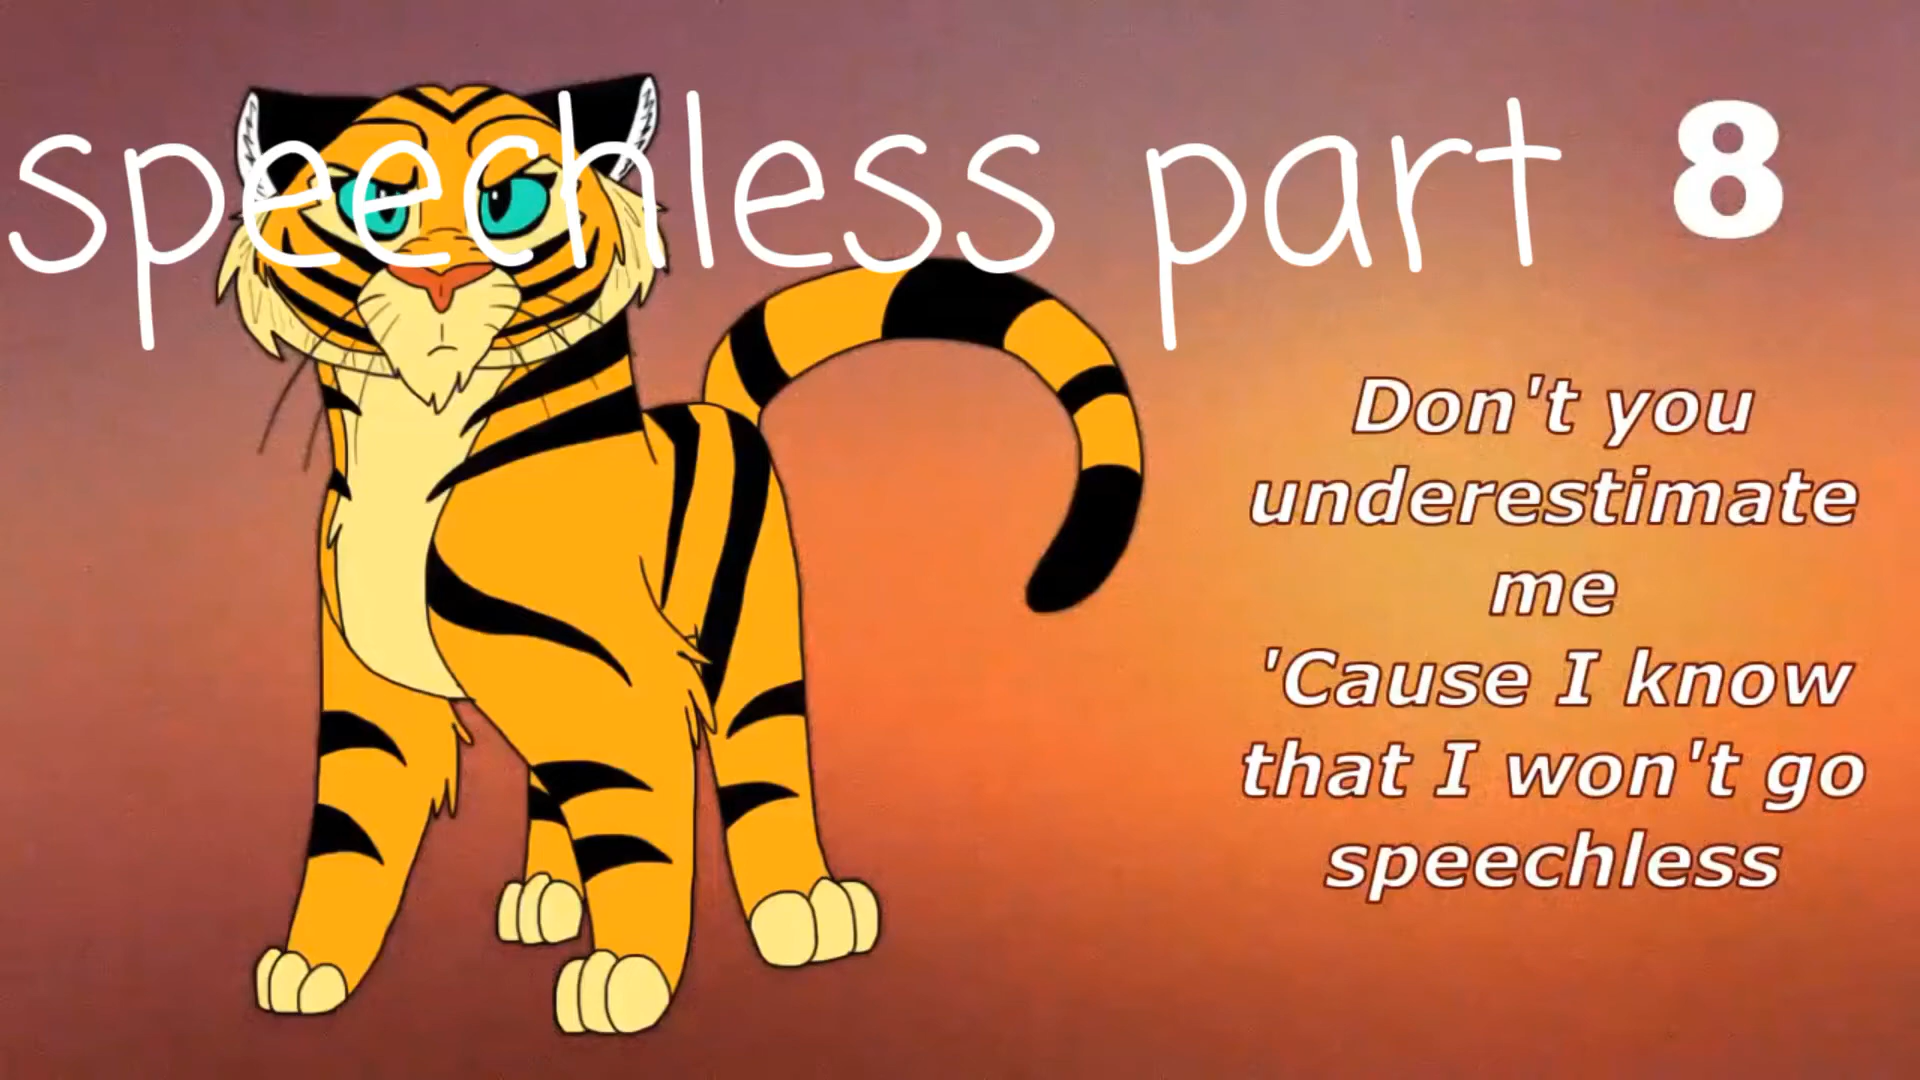 speechless part 8
Don't you
underestimate
me
'Cause I know
that I won't go
speechless